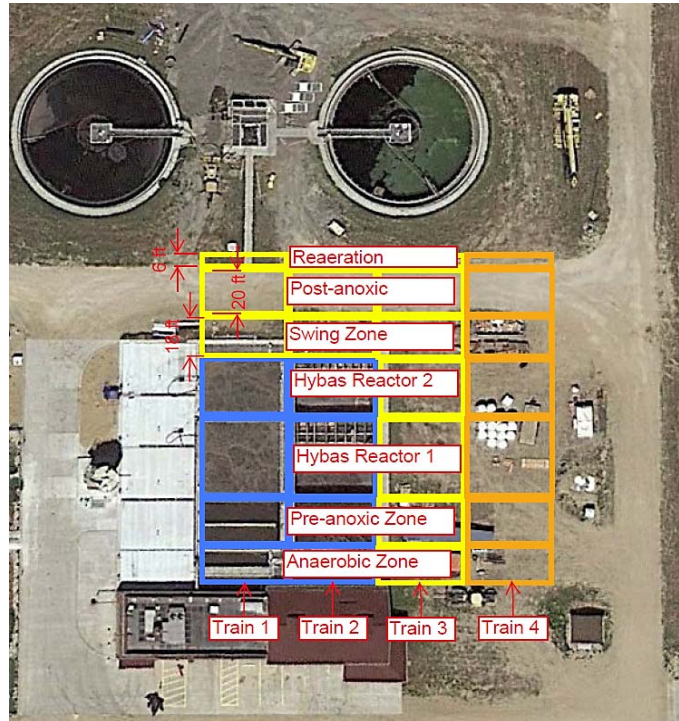 Reaeration
6 ft
Post-anoxic
20 ft
Swing Zone
18 ft
Hybas Reactor 2
Hybas Reactor 1
Pre-anoxic Zone
Anaerobic Zone
Train 1
Train 2
Train 3
Train 4